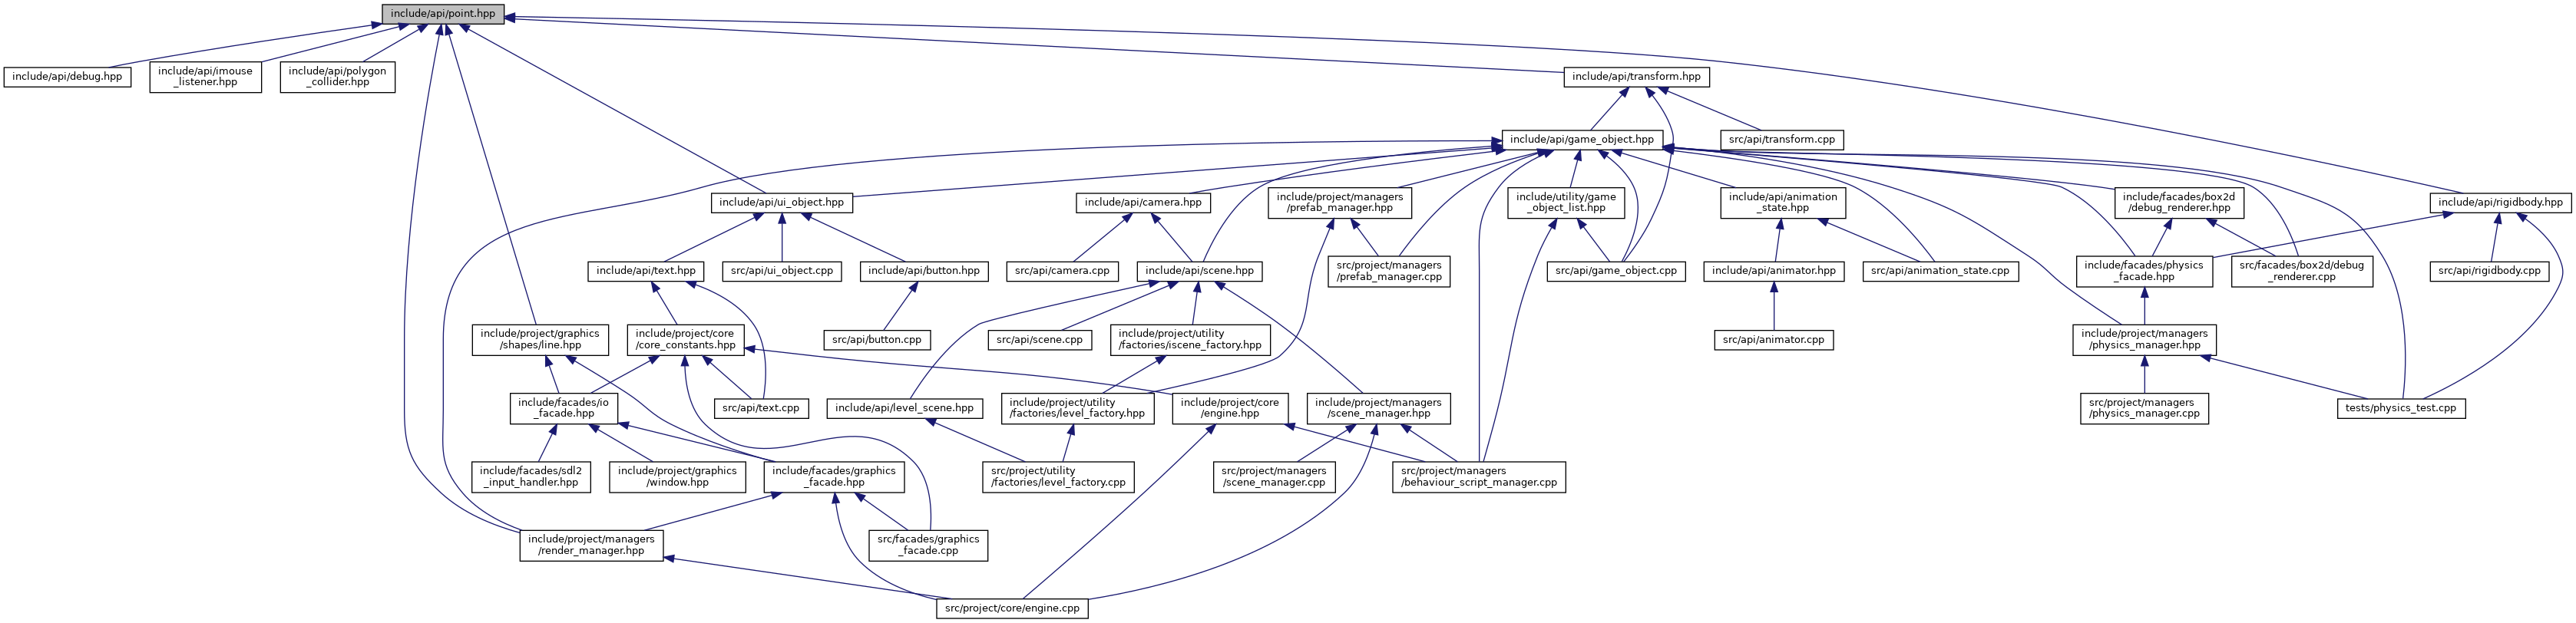 include/api/point.hpp
include/api/debug.hpp
include/api/imouse
_listener.hpp
include/api/polygon
_collider.hpp
include/api/transform.hpp
include/api/game_object.hpp
src/api/transform.cpp
include/api/ui_object.hpp
include/api/camera.hpp
include/project/managers
/prefab_manager.hpp
include/utility/game
_object_list.hpp
include/api/animation
_state.hpp
include/facades/box2d
/debug_renderer.hpp
include/api/rigidbody.hpp
include/api/text.hpp
src/api/ui_object.cpp
include/api/button.hpp
src/api/camera.cpp
include/api/scene.hpp
src/project/managers
/prefab_manager.cpp
src/api/game_object.cpp
include/api/animator.hpp
src/api/animation_state.cpp
include/facades/physics
_facade.hpp
src/facades/box2d/debug
_renderer.cpp
src/api/rigidbody.cpp
include/project/graphics
/shapes/line.hpp
include/project/core
/core_constants.hpp
src/api/button.cpp
src/api/scene.cpp
include/project/utility
/factories/iscene_factory.hpp
src/api/animator.cpp
include/project/managers
/physics_manager.hpp
include/facades/io
_facade.hpp
src/api/text.cpp
include/api/level_scene.hpp
include/project/utility
/factories/level_factory.hpp
include/project/core
/engine.hpp
include/project/managers
/scene_manager.hpp
src/project/managers
/physics_manager.cpp
tests/physics_test.cpp
include/facades/sdl2
_input_handler.hpp
include/project/graphics
/window.hpp
include/facades/graphics
_facade.hpp
src/project/utility
/factories/level_factory.cpp
src/project/managers
/scene_manager.cpp
src/project/managers
/behaviour_script_manager.cpp
include/project/managers
/render_manager.hpp
src/facades/graphics
_facade.cpp
src/project/core/engine.cpp